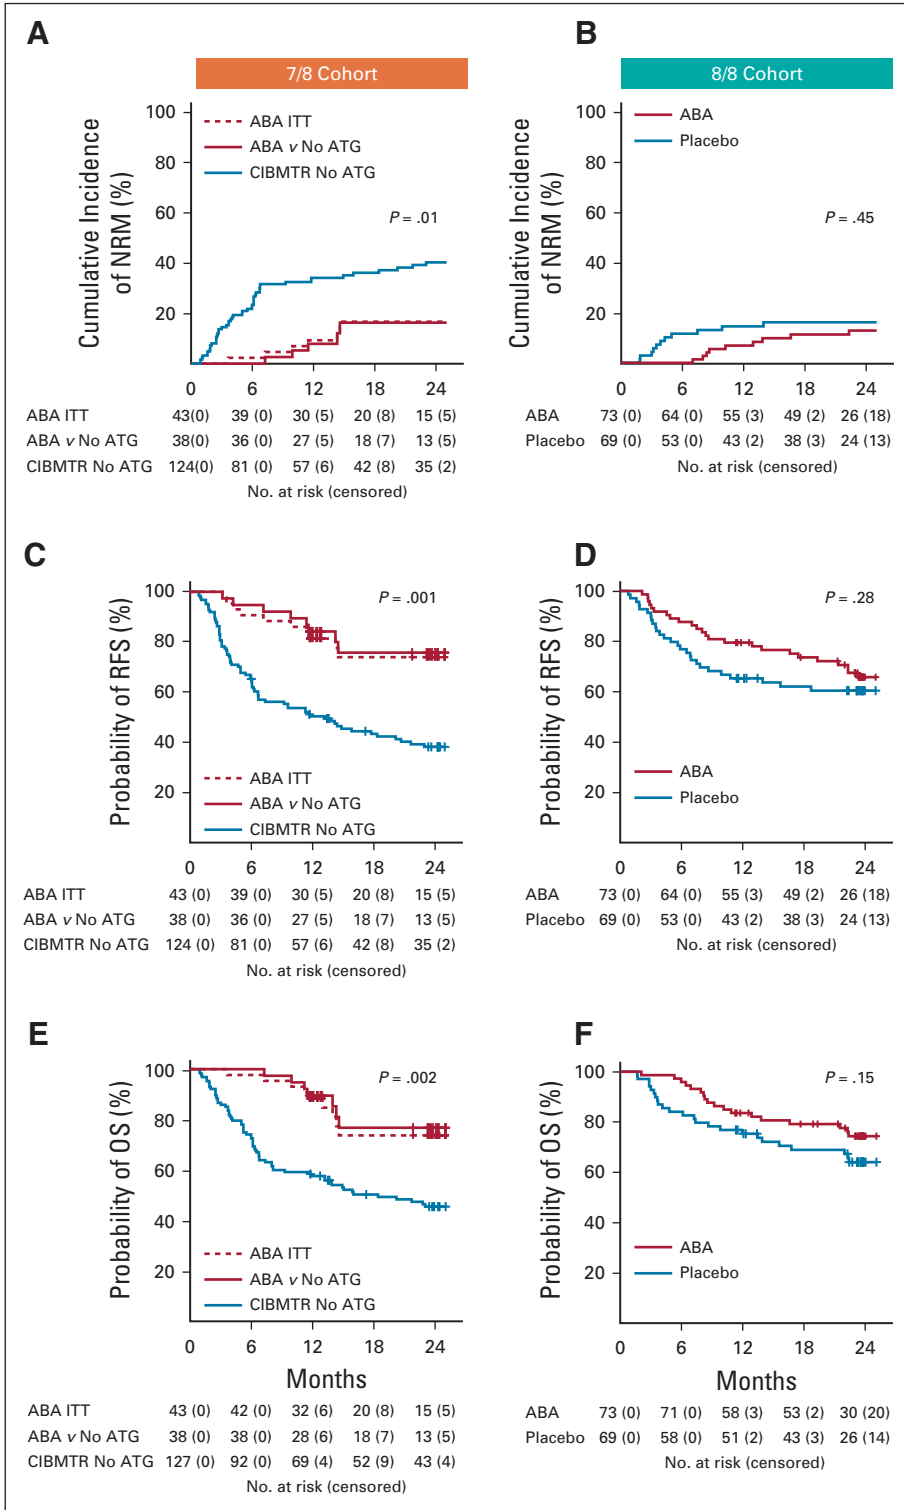 A
B
7/8 Cohort
8/8 Cohort
Cumulative Incidence
of NRM (%)
100
80
60
40
20
ABA ITT
ABA v No ATG
CIBMTR No ATG
P = .01
0 6 12 18 24
ABA ITT 43(0) 39 (0) 30 (5) 20 (8) 15 (5)
ABA v No ATG 38(0) 36 (0) 27 (5) 18 (7) 13 (5)
CIBMTR No ATG 124(0) 81 (0) 57 (6) 42 (8) 35 (2)
No. at risk (censored)
Cumulative Incidence
of NRM (%)
100
80
60
40
20
ABA
Placebo
P = .45
0 6 12 18 24
ABA 73 (0) 64 (0) 55 (3) 49 (2) 26 (18)
Placebo 69 (0) 53 (0) 43 (2) 38 (3) 24 (13)
No. at risk (censored)
C
Probability of RFS (%)
100
80
60
40
20
P = .001
ABA ITT
ABA v No ATG
CIBMTR No ATG
0 6 12 18 24
ABA ITT 43 (0) 39 (0) 30 (5) 20 (8) 15 (5)
ABA v No ATG 38 (0) 36 (0) 27 (5) 18 (7) 13 (5)
CIBMTR No ATG 124 (0) 81 (0) 57 (6) 42 (8) 35 (2)
No. at risk (censored)
D
Probability of RFS (%)
100
80
60
40
20
P = .28
ABA
Placebo
0 6 12 18 24
ABA 73 (0) 64 (0) 55 (3) 49 (2) 26 (18)
Placebo 69 (0) 53 (0) 43 (2) 38 (3) 24 (13)
No. at risk (censored)
E
Probability of OS (%)
100
80
60
40
20
P = .002
ABA ITT
ABA v No ATG
CIBMTR No ATG
0 6 12 18 24
Months
ABA ITT 43 (0) 42 (0) 32 (6) 20 (8) 15 (5)
ABA v No ATG 38 (0) 38 (0) 28 (6) 18 (7) 13 (5)
CIBMTR No ATG 127 (0) 92 (0) 69 (4) 52 (9) 43 (4)
No. at risk (censored)
F
Probability of OS (%)
100
80
60
40
20
P = .15
ABA
Placebo
0 6 12 18 24
Months
ABA 73 (0) 71 (0) 58 (3) 53 (2) 30 (20)
Placebo 69 (0) 58 (0) 51 (2) 43 (3) 26 (14)
No. at risk (censored)